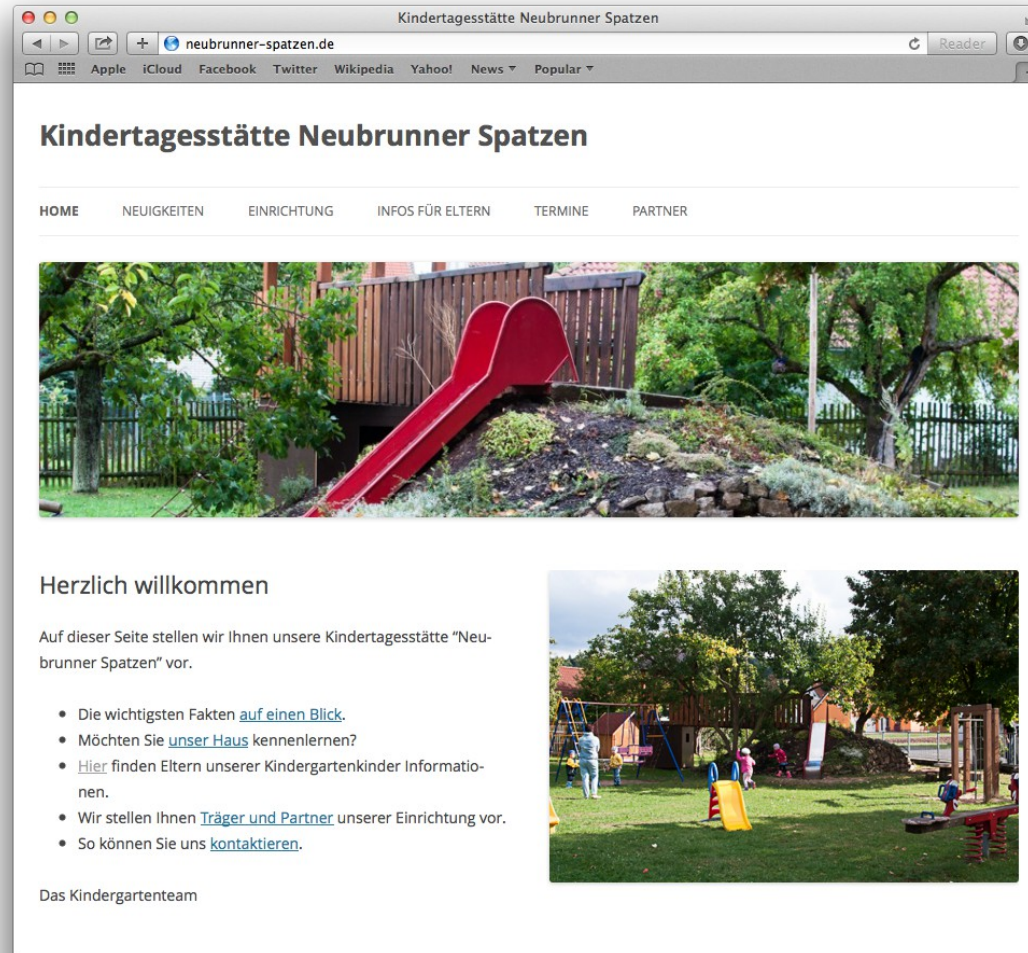 Kindertagesstätte Neubrunner Spatzen
neubrunner-spatzen.de
Reader
Apple iCloud Facebook Twitter Wikipedia Yahoo! News Popular
Kindertagesstätte Neubrunner Spatzen
HOME NEUIGKEITEN EINRICHTUNG INFOS FÜR ELTERN TERMINE PARTNER
Herzlich willkommen
Auf dieser Seite stellen wir Ihnen unsere Kindertagesstätte “Neu-
brunner Spatzen” vor.
Die wichtigsten Fakten auf einen Blick.
Möchten Sie unser Haus kennenlernen?
Hier finden Eltern unserer Kindergartenkinder Informatio-
nen.
Wir stellen Ihnen Träger und Partner unserer Einrichtung vor.
So können Sie uns kontaktieren.
Das Kindergartenteam